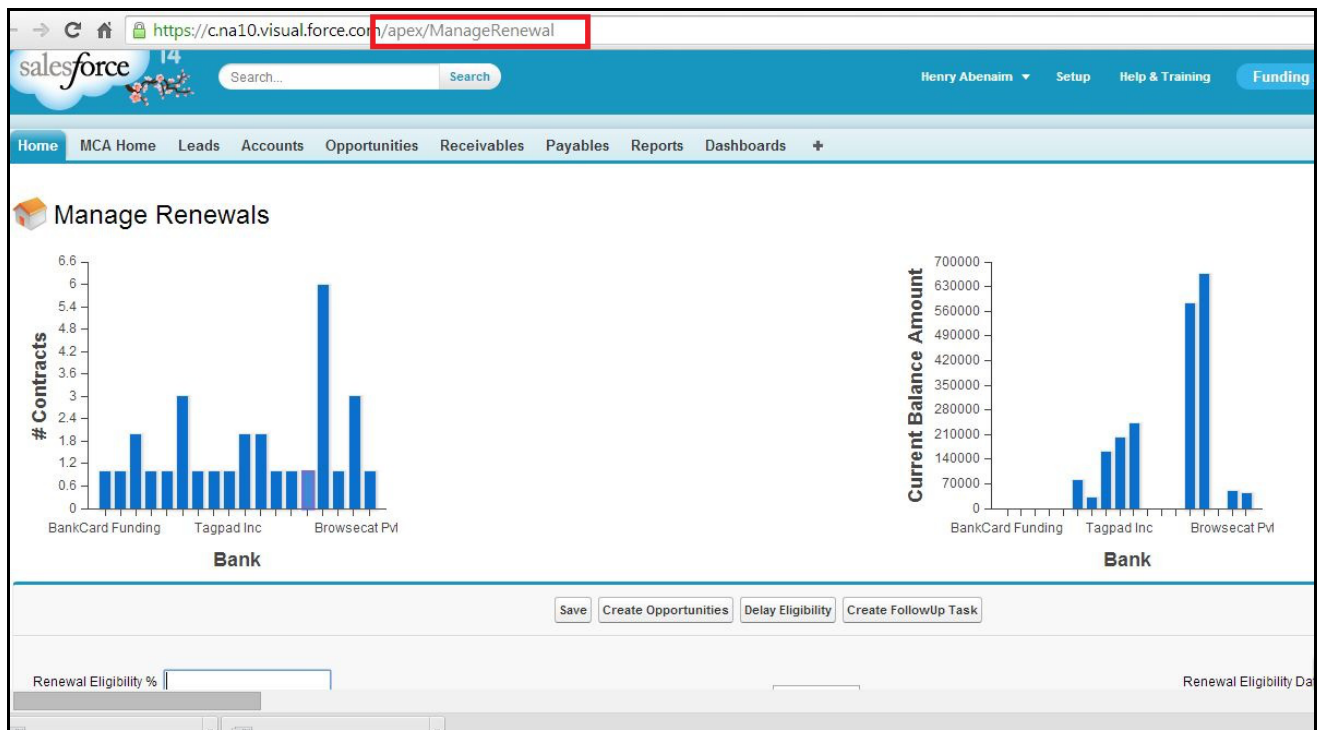 https://c.na10.visual.force.com/apex/ManageRenewal
salesforce 14 Search... Search Henry Abenaim Setup Help & Training Funding
Home MCA Home Leads Accounts Opportunities Receivables Payables Reports Dashboards +
Manage Renewals
6.6
6
5.4
4.8
4.2
3.6
3
2.4
1.8
1.2
0.6
0
# Contracts
BankCard Funding Tagpad Inc Browsecat Pvt
Bank
700000
630000
560000
490000
420000
350000
280000
210000
140000
70000
0
Current Balance Amount
BankCard Funding Tagpad Inc Browsecat Pvt
Bank
Save Create Opportunities Delay Eligibility Create FollowUp Task
Renewal Eligibility % Renewal Eligibility Da